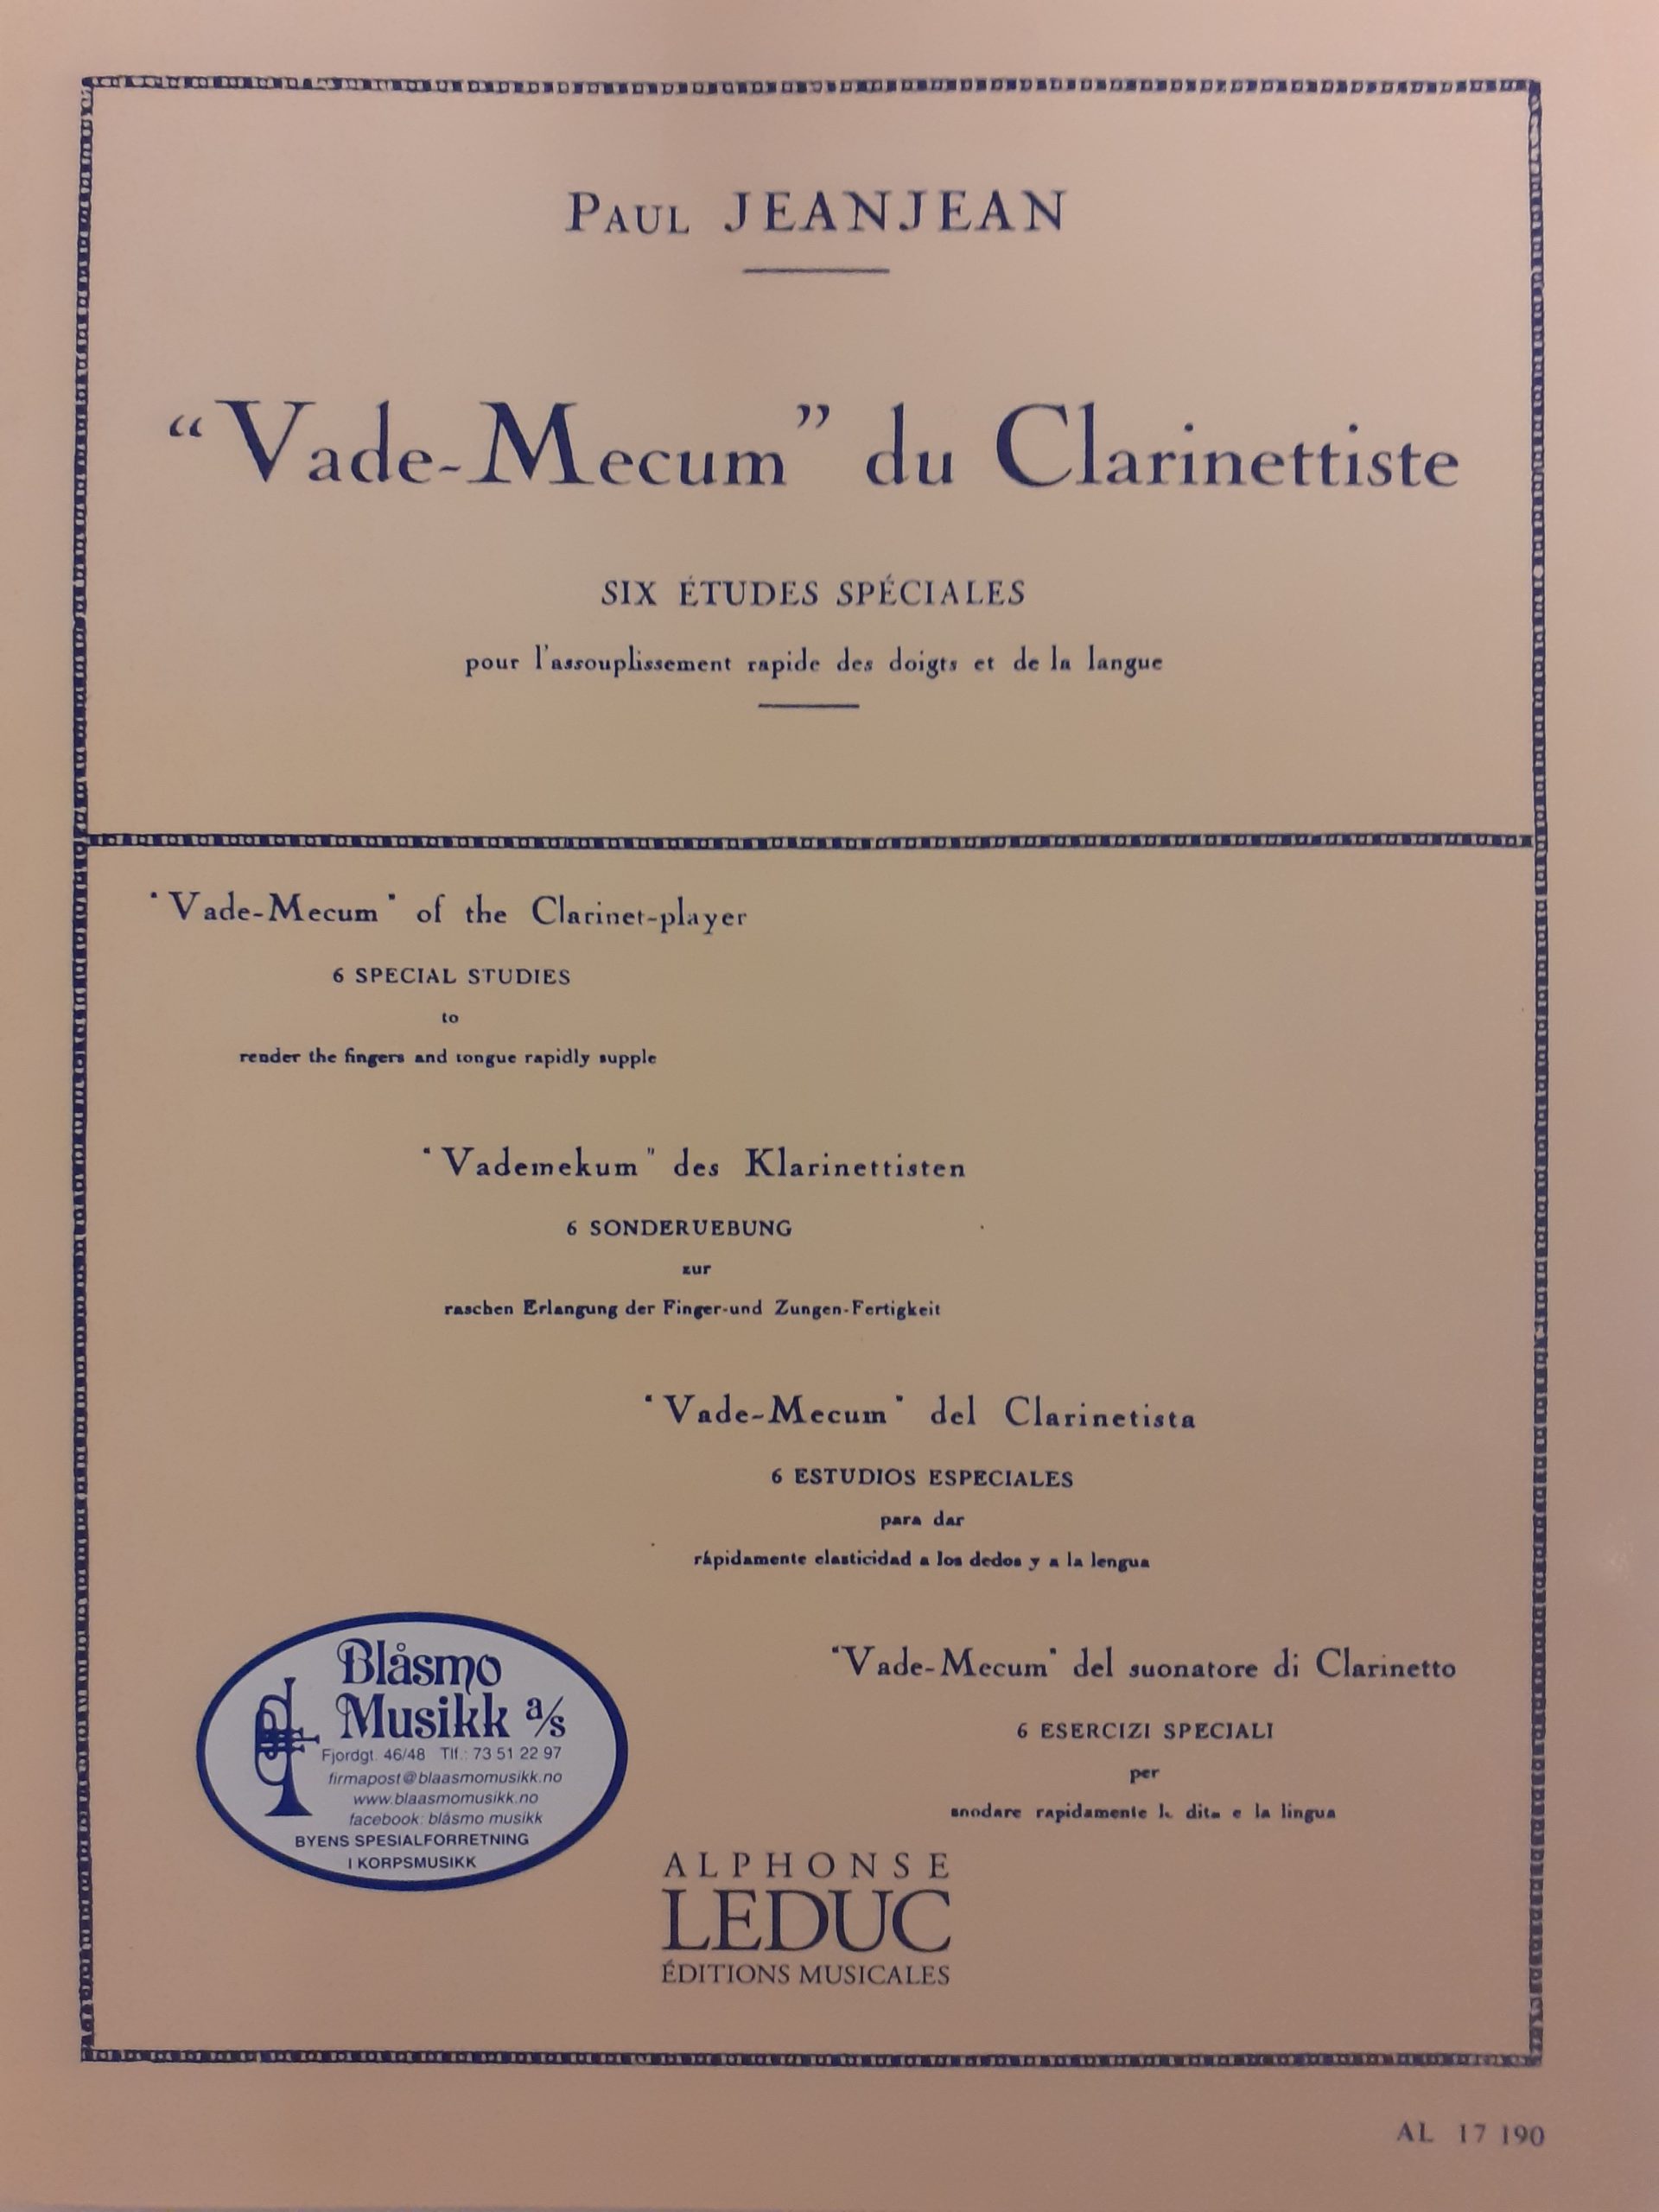 PAUL JEANJEAN
“Vade-Mecum” du Clarinettiste
SIX ÉTUDES SPÉCIALES
pour l'assouplissement rapide des doigts et de la langue
"Vade-Mecum" of the Clarinet-player
6 SPECIAL STUDIES
to
render the fingers and tongue rapidly supple
"Vademekum" des Klarinettisten
6 SONDERUEBUNG
zur
raschen Erlangung der Finger-und Zungen-Fertigkeit
"Vade-Mecum" del Clarinetista
6 ESTUDIOS ESPECIALES
para dar
rápidamente elasticidad a los dedos y a la lengua
"Vade-Mecum" del suonatore di Clarinetto
6 ESERCIZI SPECIALI
per
snodare rapidamente le dita e la lingua
Blåsmo
Musikk a/s
Fjordgt. 46/48 Tlf.: 73 51 22 97
firmapost@blaasmomusikk.no
www.blaasmomusikk.no
facebook: blåsmo musikk
BYENS SPESIALFORRETNING
I KORPSMUSIKK
ALPHONSE
LEDUC
ÉDITIONS MUSICALES
AL 17 190